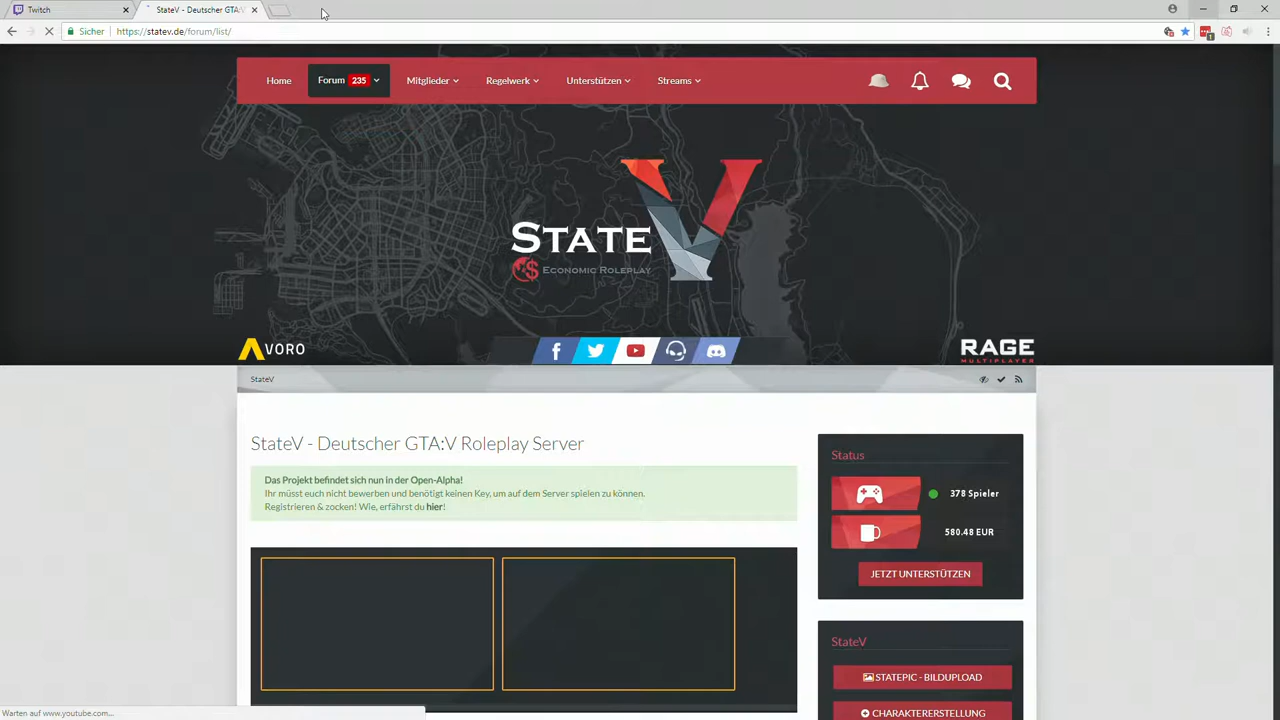 Twitch
StateV - Deutscher GTA:V
Sicher
https://statev.de/forum/list/
1
Home
Forum 235
Mitglieder
Regelwerk
Unterstützen
Streams
STATE V
ECONOMIC ROLEPLAY
AVORO
RAGE
MULTIPLAYER
StateV
StateV - Deutscher GTA:V Roleplay Server
Das Projekt befindet sich nun in der Open-Alpha!
Ihr müsst euch nicht bewerben und benötigt keinen Key, um auf dem Server spielen zu können.
Registrieren & zocken! Wie, erfährst du hier!
Status
378 Spieler
580.48 EUR
JETZT UNTERSTÜTZEN
StateV
STATEPIC - BILDUPLOAD
CHARAKTERERSTELLUNG
Warten auf www.youtube.com...